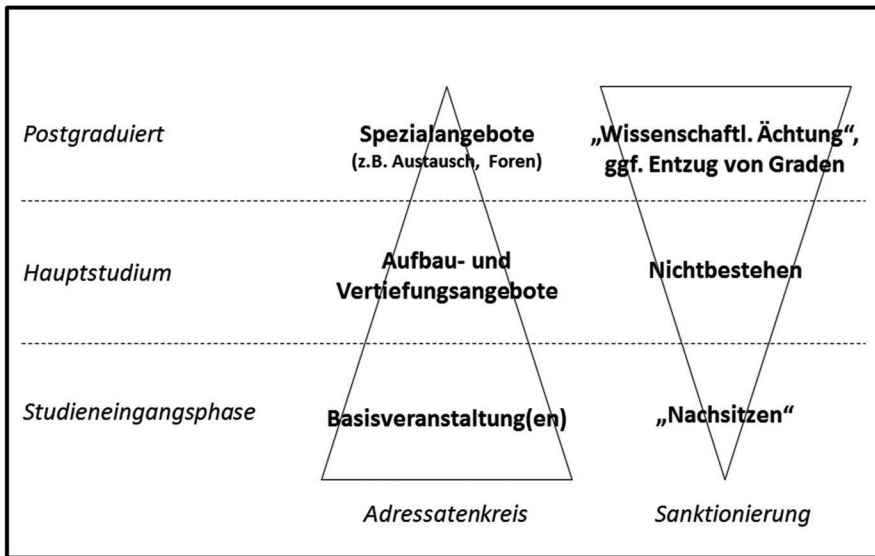 Postgraduiert
Spezialangebote
(z.B. Austausch, Foren)
„Wissenschaftl. Ächtung“,
ggf. Entzug von Graden
Hauptstudium
Aufbau- und
Vertiefungsangebote
Nichtbestehen
Studieneingangsphase
Basisveranstaltung(en)
„Nachsitzen“
Adressatenkreis
Sanktionierung